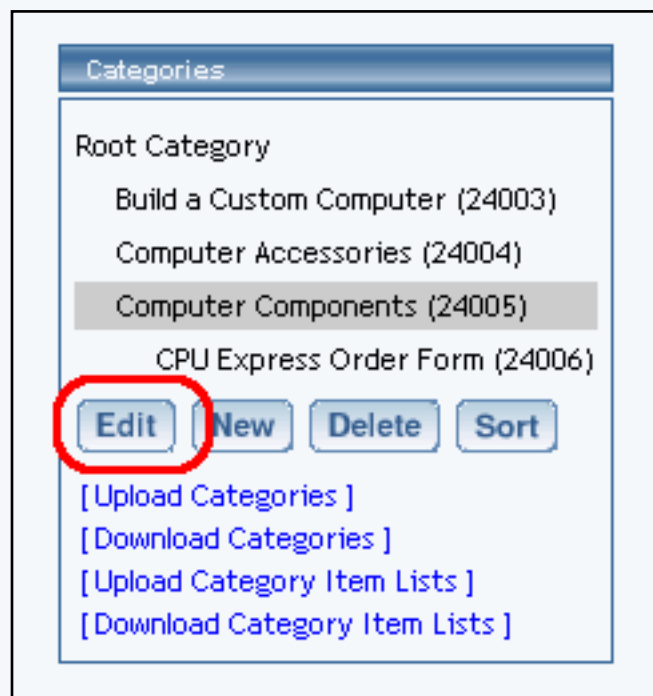 Categories
Root Category
Build a Custom Computer (24003)
Computer Accessories (24004)
Computer Components (24005)
CPU Express Order Form (24006)
Edit New Delete Sort
[ Upload Categories ]
[ Download Categories ]
[ Upload Category Item Lists ]
[ Download Category Item Lists ]